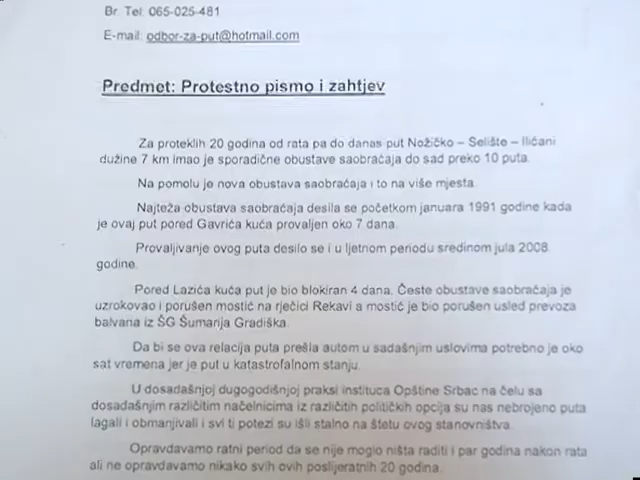 Br. Tel: 065-025-481
E-mail: odbor-za-put@hotmail.com
Predmet: Protestno pismo i zahtjev
Za proteklih 20 godina od rata pa do danas put Nožičko – Selište – Ilićani
dužine 7 km imao je sporadične obustave saobraćaja do sad preko 10 puta.
Na pomolu je nova obustava saobraćaja i to na više mjesta.
Najteža obustava saobraćaja desila se početkom januara 1991 godine kada
je ovaj put pored Gavrića kuća provaljen oko 7 dana.
Provaljivanje ovog puta desilo se i u ljetnom periodu sredinom jula 2008
godine.
Pored Lazića kuća put je bio blokiran 4 dana. Česte obustave saobraćaja je
uzrokovao i porušen mostić na rječici Rekavi a mostić je bio porušen usled prevoza
balvana iz ŠG Šumarija Gradiška.
Da bi se ova relacija puta prešla autom u sadašnjim uslovima potrebno je oko
sat vremena jer je put u katastrofalnom stanju.
U dosadašnjoj dugogodišnjoj praksi instituca Opštine Srbac na čelu sa
dosadašnjim različitim načelnicima iz različitih političkih opcija su nas nebrojeno puta
lagali i obmanjivali i svi ti potezi su išli stalno na štetu ovog stanovništva.
Opravdavamo ratni period da se nije moglo ništa raditi i par godina nakon rata
ali ne opravdavamo nikako svih ovih poslijeratnih 20 godina.